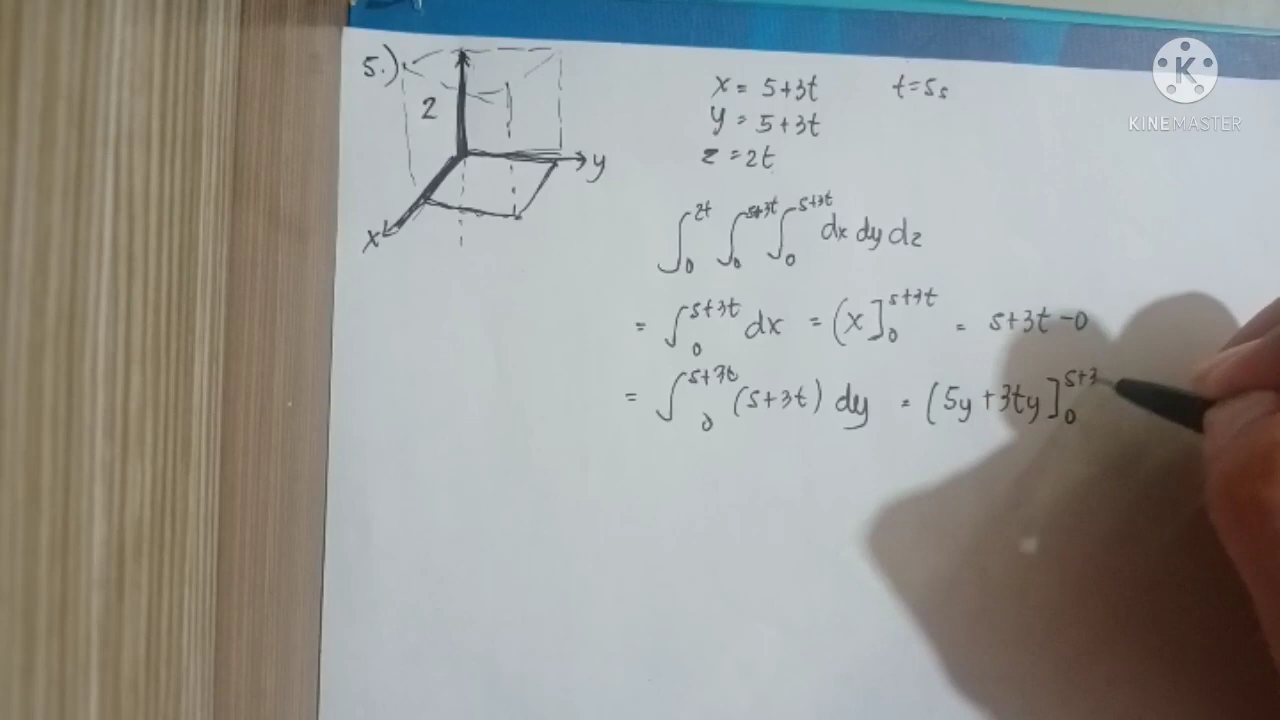 5.)
2
y
x
x = 5+3t t=5s
y = 5+3t
z = 2t
∫₀^{2t} ∫₀^{5+3t} ∫₀^{5+3t} dx dy dz
= ∫₀^{5+3t} dx = (x]₀^{5+3t} = 5+3t -0
= ∫₀^{5+3t} (5+3t) dy = (5y +3ty]₀^{5+3
K
KINEMASTER